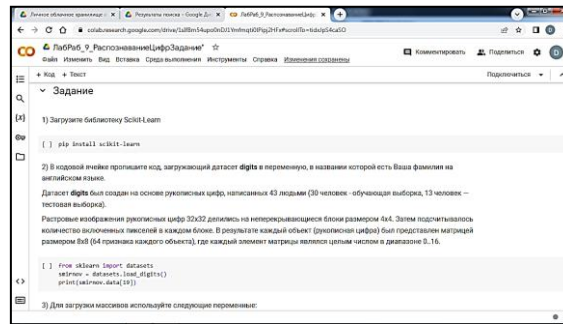 Личное облачное хранилище
Результаты поиска - Google Ди
ЛабРаб_9_РаспознаваниеЦифр
colab.research.google.com/drive/
ЛабРаб_9_РаспознаваниеЦифрЗадание"
Файл Изменить Вид Вставка Среда выполнения Инструменты Справка Изменения сохранены
Комментировать
Поделиться
+ Код + Текст
Подключиться
Задание
1) Загрузите библиотеку Scikit-Learn
[ ] pip install scikit-learn
2) В кодовой ячейке пропишите код, загружающий датасет digits в переменную, в названии которой есть Ваша фамилия на
английском языке.
Датасет digits был создан на основе рукописных цифр, написанных 43 людьми (30 человек - обучающая выборка, 13 человек –
тестовая выборка).
Растровые изображения рукописных цифр 32x32 делились на неперекрывающиеся блоки размером 4x4. Затем подсчитывалось
количество включенных пикселей в каждом блоке. В результате каждый объект (рукописная цифра) был представлен матрицей
размером 8x8 (64 признака каждого объекта), где каждый элемент матрицы являлся целым числом в диапазоне 0..16.
[ ] from sklearn import datasets
smirnov = datasets.load_digits()
print(smirnov.data[10])
3) Для загрузки массивов используйте следующие переменные: